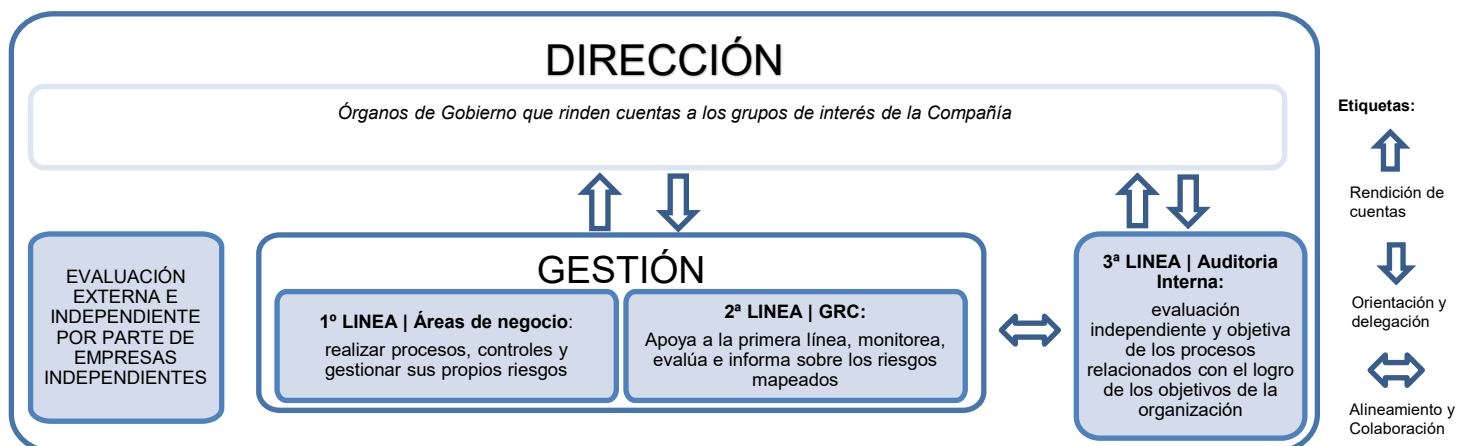 DIRECCIÓN
Órganos de Gobierno que rinden cuentas a los grupos de interés de la Compañía
EVALUACIÓN
EXTERNA E
INDEPENDIENTE
POR PARTE DE
EMPRESAS
INDEPENDIENTES
GESTIÓN
1º LINEA | Áreas de negocio:
realizar procesos, controles y
gestionar sus propios riesgos
2ª LINEA | GRC:
Apoya a la primera línea, monitorea,
evalúa e informa sobre los riesgos
mapeados
3ª LINEA | Auditoria
Interna:
evaluación
independiente y objetiva
de los procesos
relacionados con el logro
de los objetivos de la
organización
Etiquetas:
Rendición de
cuentas
Orientación y
delegación
Alineamiento y
Colaboración